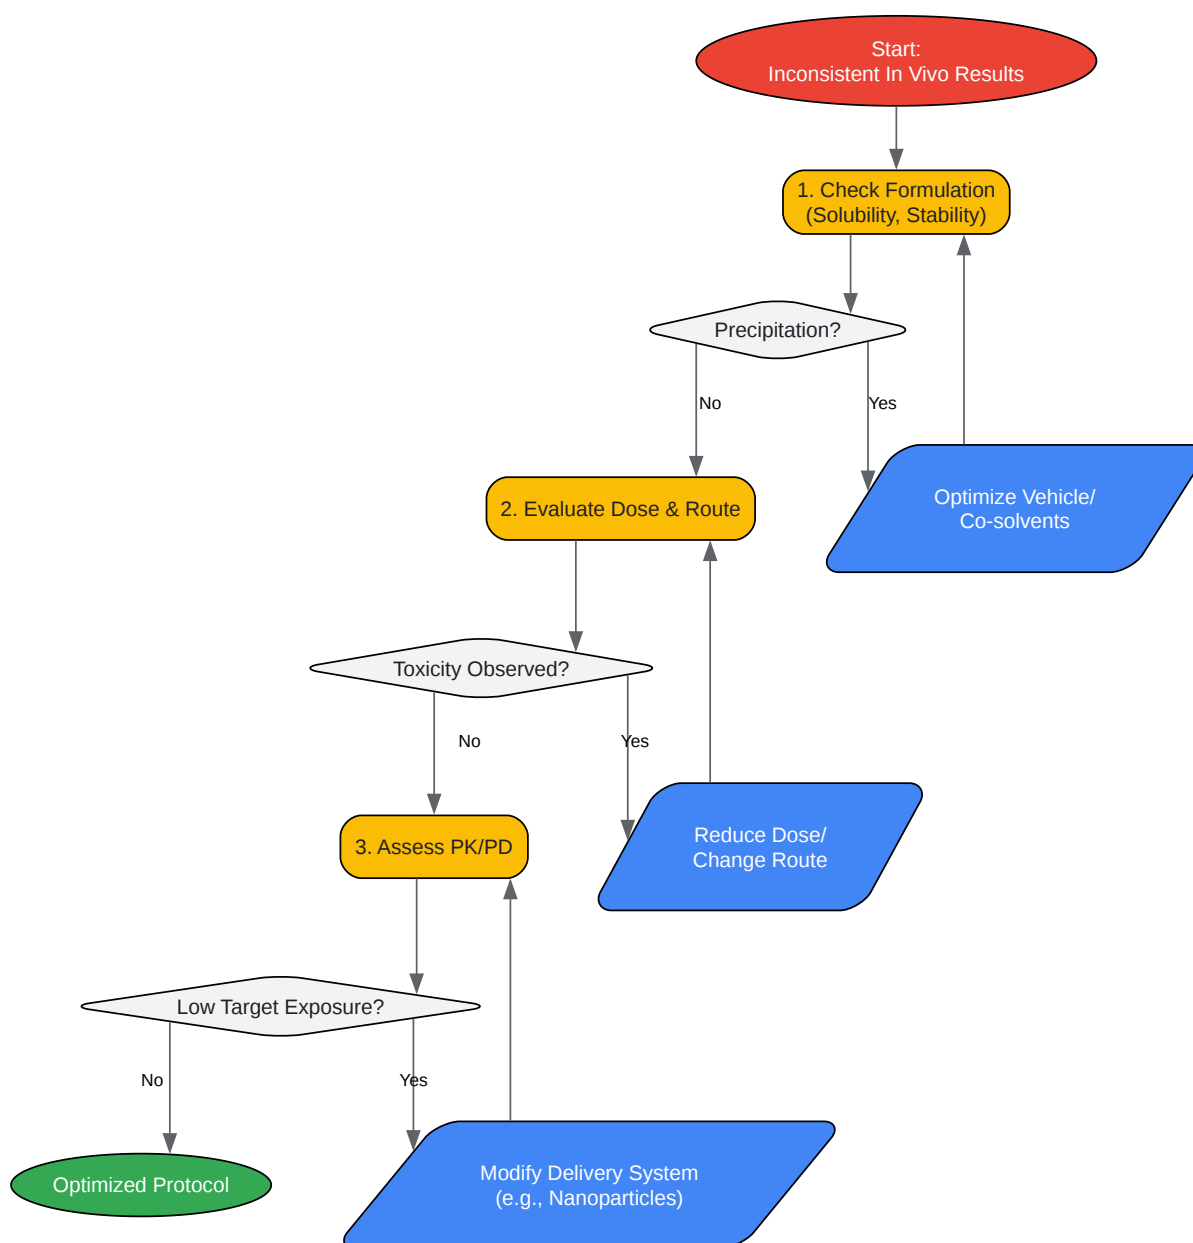 Start:
Inconsistent In Vivo Results
1. Check Formulation
(Solubility, Stability)
Precipitation?
No
Yes
Optimize Vehicle/
Co-solvents
2. Evaluate Dose & Route
Toxicity Observed?
No
Yes
Reduce Dose/
Change Route
3. Assess PK/PD
Low Target Exposure?
No
Yes
Optimized Protocol
Modify Delivery System
(e.g., Nanoparticles)